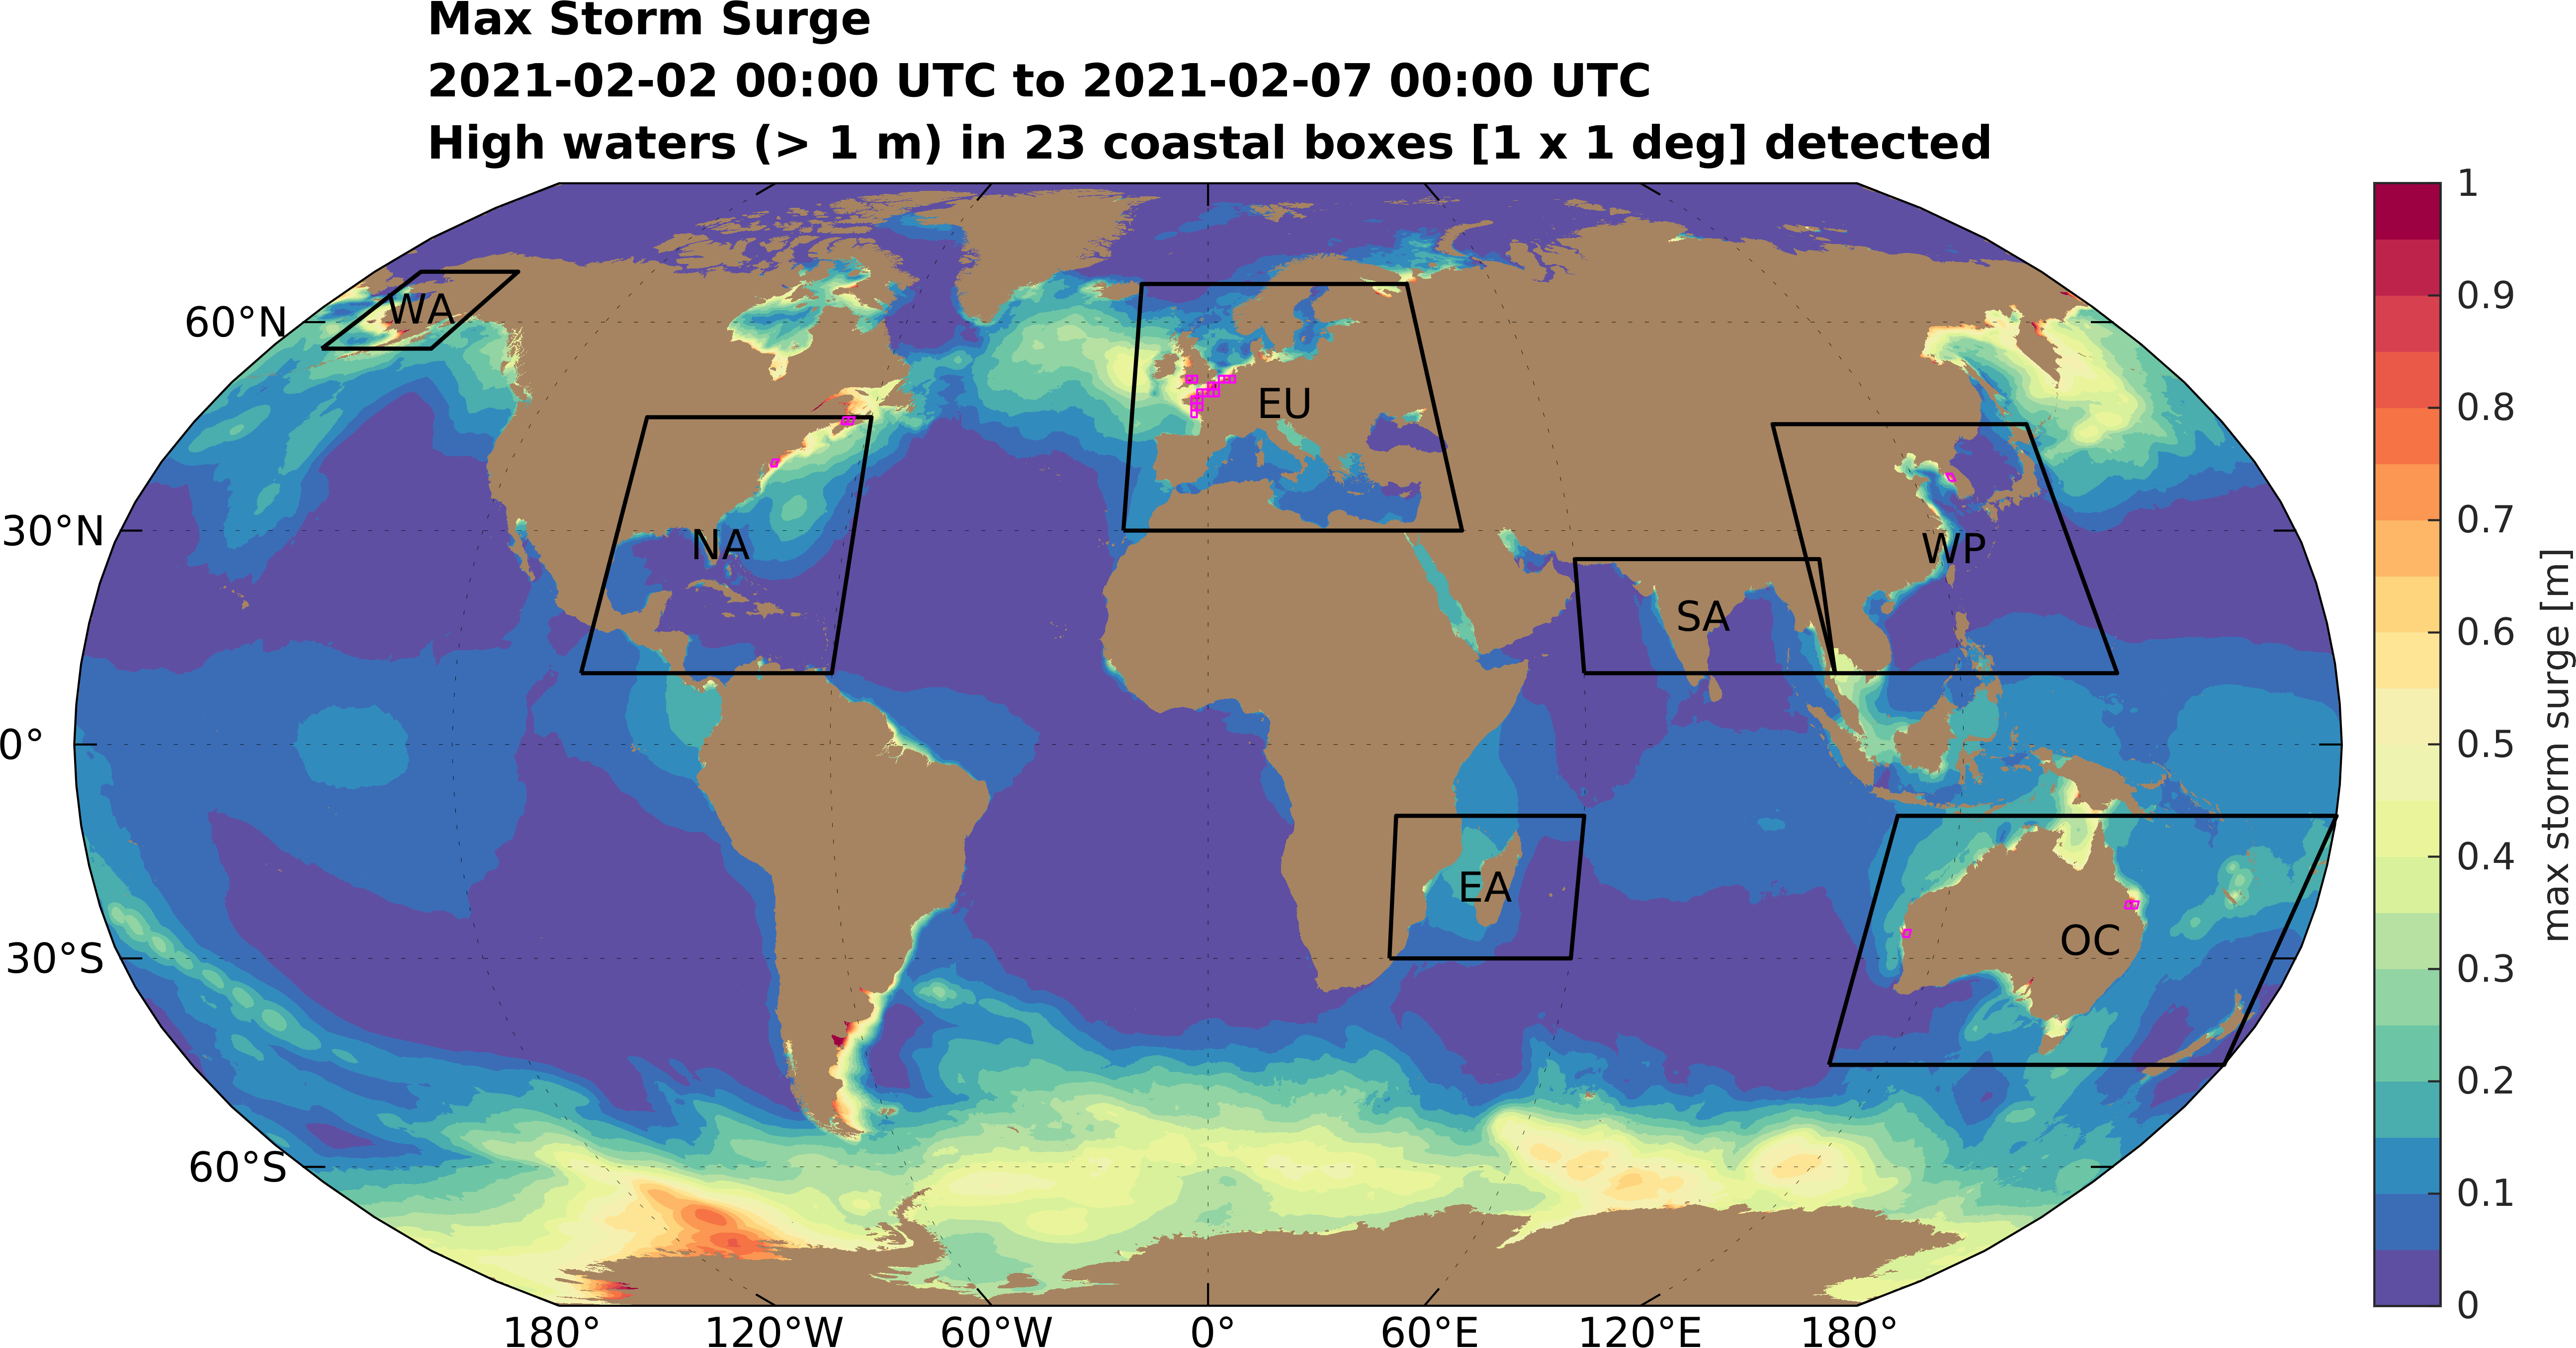 Max Storm Surge
2021-02-02 00:00 UTC to 2021-02-07 00:00 UTC
High waters (> 1 m) in 23 coastal boxes [1 x 1 deg] detected
60°N
30°N
0°
30°S
60°S
WA
NA
EU
SA
WP
EA
OC
180°
120°W
60°W
0°
60°E
120°E
180°
1
0.9
0.8
0.7
0.6
0.5
0.4
0.3
0.2
0.1
0
max storm surge [m]